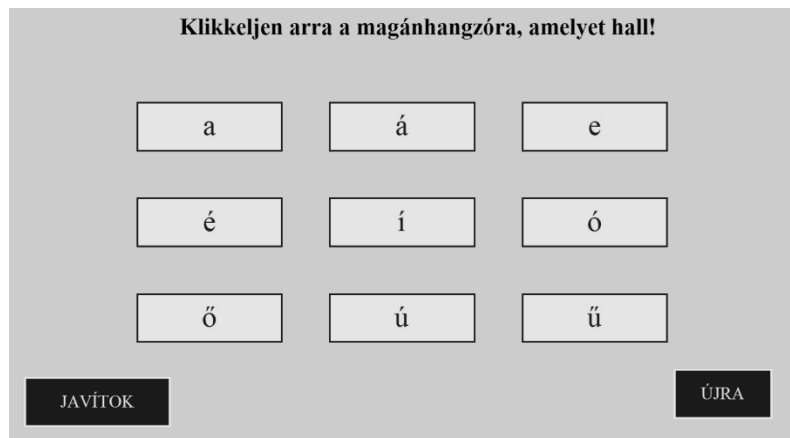 Klikkeljen arra a magánhangzóra, amelyet hall!
a á e
é í ó
ő ú ű
JAVÍTOK ÚJRA